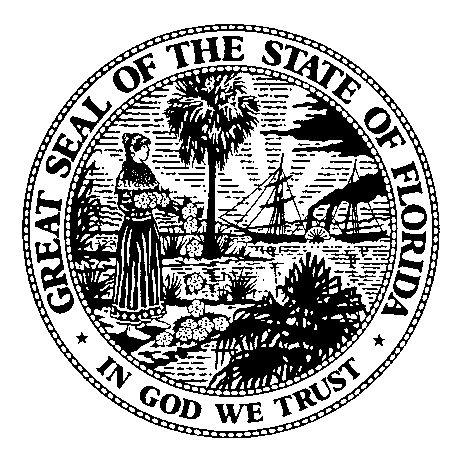 GREAT SEAL OF THE STATE OF FLORIDA
IN GOD WE TRUST